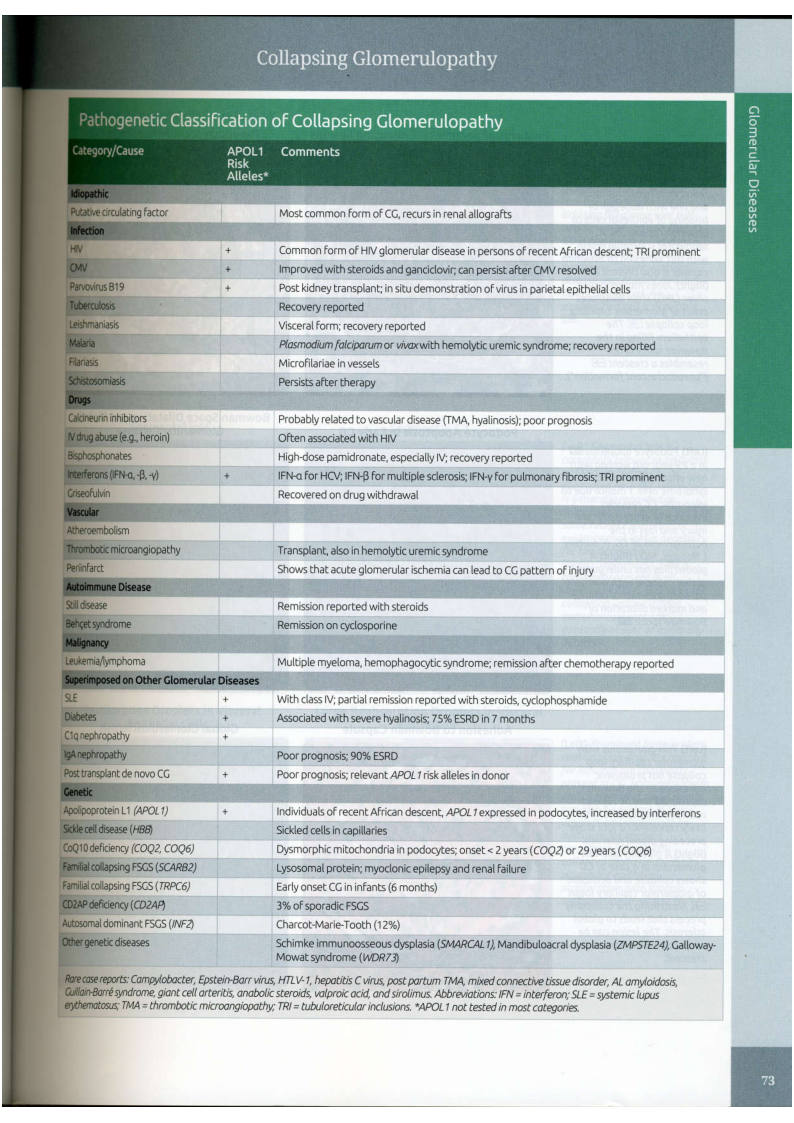 Collapsing Glomerulopathy
Glomerular Diseases
Pathogenetic Classification of Collapsing Glomerulopathy
Category/Cause APOL1 Risk Alleles* Comments
Idiopathic
Putative circulating factor Most common form of CG, recurs in renal allografts
Infection
HIV + Common form of HIV glomerular disease in persons of recent African descent; TRI prominent
CMV + Improved with steroids and ganciclovir; can persist after CMV resolved
Parvovirus B19 + Post kidney transplant; in situ demonstration of virus in parietal epithelial cells
Tuberculosis Recovery reported
Leishmaniasis Visceral form; recovery reported
Malaria Plasmodium falciparum or vivax with hemolytic uremic syndrome; recovery reported
Filariasis Microfilariae in vessels
Schistosomiasis Persists after therapy
Drugs
Calcineurin inhibitors Probably related to vascular disease (TMA, hyalinosis); poor prognosis
IV drug abuse (e.g., heroin) Often associated with HIV
Bisphosphonates High-dose pamidronate, especially IV; recovery reported
Interferons (IFN-α, -β, -γ) + IFN-α for HCV; IFN-β for multiple sclerosis; IFN-γ for pulmonary fibrosis; TRI prominent
Griseofulvin Recovered on drug withdrawal
Vascular
Atheroembolism
Thrombotic microangiopathy Transplant, also in hemolytic uremic syndrome
Periinfarct Shows that acute glomerular ischemia can lead to CG pattern of injury
Autoimmune Disease
Still disease Remission reported with steroids
Behçet syndrome Remission on cyclosporine
Malignancy
Leukemia/lymphoma Multiple myeloma, hemophagocytic syndrome; remission after chemotherapy reported
Superimposed on Other Glomerular Diseases
SLE + With class IV; partial remission reported with steroids, cyclophosphamide
Diabetes + Associated with severe hyalinosis; 75% ESRD in 7 months
C1q nephropathy +
IgA nephropathy Poor prognosis; 90% ESRD
Post transplant de novo CG + Poor prognosis; relevant APOL1 risk alleles in donor
Genetic
Apolipoprotein L1 (APOL1) + Individuals of recent African descent, APOL1 expressed in podocytes, increased by interferons
Sickle cell disease (HBB) Sickled cells in capillaries
CoQ10 deficiency (COQ2, COQ6) Dysmorphic mitochondria in podocytes; onset < 2 years (COQ2) or 29 years (COQ6)
Familial collapsing FSGS (SCARB2) Lysosomal protein; myoclonic epilepsy and renal failure
Familial collapsing FSGS (TRPC6) Early onset CG in infants (6 months)
CD2AP deficiency (CD2AP) 3% of sporadic FSGS
Autosomal dominant FSGS (INF2) Charcot-Marie-Tooth (12%)
Other genetic diseases Schimke immunoosseous dysplasia (SMARCAL1), Mandibuloacral dysplasia (ZMPSTE24), Galloway-
Mowat syndrome (WDR73)
Rare case reports: Campylobacter, Epstein-Barr virus, HTLV-1, hepatitis C virus, post partum TMA, mixed connective tissue disorder, AL amyloidosis,
Guillain-Barré syndrome, giant cell arteritis, anabolic steroids, valproic acid, and sirolimus. Abbreviations: IFN = interferon; SLE = systemic lupus
erythematosus; TMA = thrombotic microangiopathy; TRI = tubuloreticular inclusions. *APOL1 not tested in most categories.
73